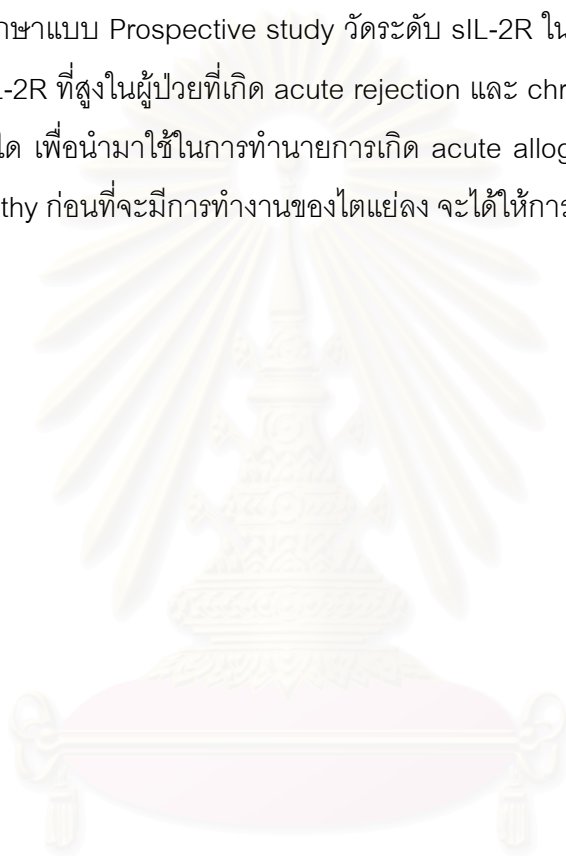 กษาแบบ Prospective study วัดระดับ sIL-2R ใน
-2R ที่สูงในผู้ป่วยที่เกิด acute rejection และ chr
ได เพื่อนำมาใช้ในการทำนายการเกิด acute allog
thy ก่อนที่จะมีการทำงานของไตแย่ลง จะได้ให้การ